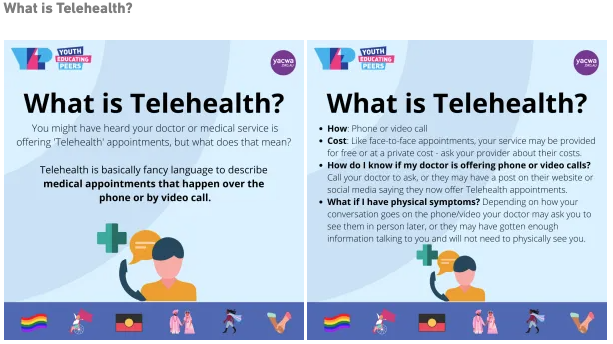 What is Telehealth?
YEP
YOUTH
EDUCATING
PEERS
yacwa
What is Telehealth?
You might have heard your doctor or medical service is
offering 'Telehealth' appointments, but what does that mean?
Telehealth is basically fancy language to describe
medical appointments that happen over the
phone or by video call.
YEP
YOUTH
EDUCATING
PEERS
yacwa
What is Telehealth?
• How: Phone or video call
• Cost: Like face-to-face appointments, your service may be provided
for free or at a private cost - ask your provider about their costs.
• How do I know if my doctor is offering phone or video calls?
Call your doctor to ask, or they may have a post on their website or
social media saying they now offer Telehealth appointments.
• What if I have physical symptoms? Depending on how your
conversation goes on the phone/video your doctor may ask you to
see them in person later, or they may have gotten enough
information talking to you and will not need to physically see you.